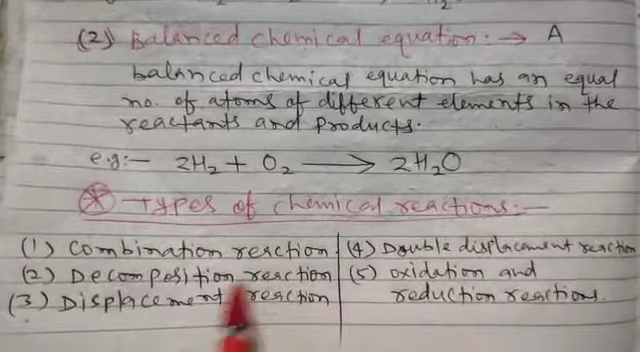 (2) Balanced chemical equation:→ A
balanced chemical equation has an equal
no. of atoms of different elements in the
reactants and products.
e.g:- 2H₂ + O₂ ⟶ 2H₂O
* Types of chemical reactions:-
(1) Combination reaction
(2) Decomposition reaction
(3) Displacement reaction
(4) Double displacement reaction
(5) oxidation and
reduction reactions.